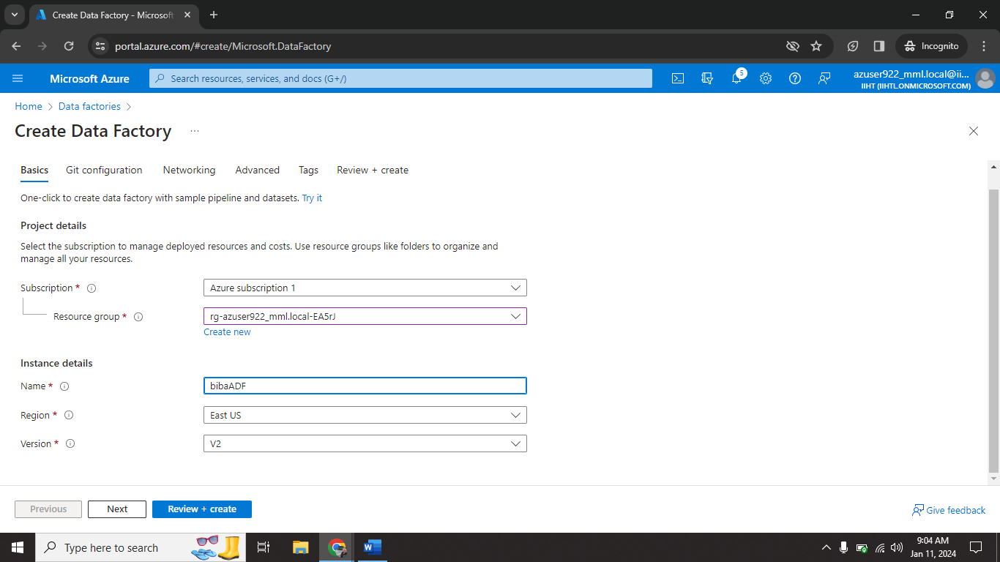 Create Data Factory - Microsoft
portal.azure.com/#create/Microsoft.DataFactory
Incognito
Microsoft Azure
Search resources, services, and docs (G+/)
5
azuser922_mml.local@ii...
IIHT (IIHTL.ONMICROSOFT.COM)
Home > Data factories >
Create Data Factory ...
Basics Git configuration Networking Advanced Tags Review + create
One-click to create data factory with sample pipeline and datasets. Try it
Project details
Select the subscription to manage deployed resources and costs. Use resource groups like folders to organize and
manage all your resources.
Subscription * Azure subscription 1
Resource group * rg-azuser922_mml.local-EA5rJ
Create new
Instance details
Name * bibaADF
Region * East US
Version * V2
Previous Next Review + create Give feedback
Type here to search
9:04 AM
Jan 11, 2024